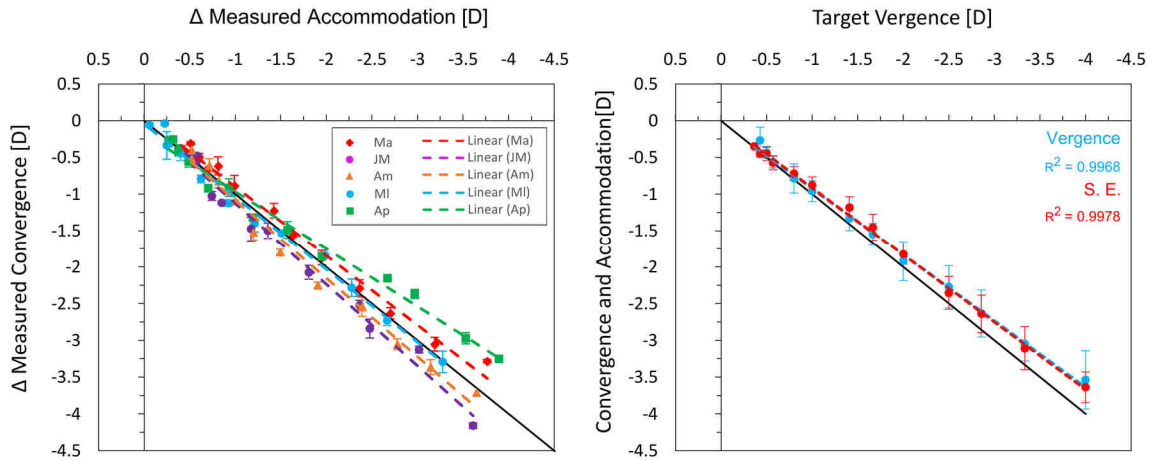 Δ Measured Accommodation [D]
0.5 0 -0.5 -1 -1.5 -2 -2.5 -3 -3.5 -4 -4.5
Δ Measured Convergence [D]
0.5
0
-0.5
-1
-1.5
-2
-2.5
-3
-3.5
-4
-4.5
Ma Linear (Ma)
JM Linear (JM)
Am Linear (Am)
Ml Linear (Ml)
Ap Linear (Ap)
Target Vergence [D]
0.5 0 -0.5 -1 -1.5 -2 -2.5 -3 -3.5 -4 -4.5
Convergence and Accommodation[D]
0.5
0
-0.5
-1
-1.5
-2
-2.5
-3
-3.5
-4
-4.5
Vergence
R² = 0.9968
S. E.
R² = 0.9978